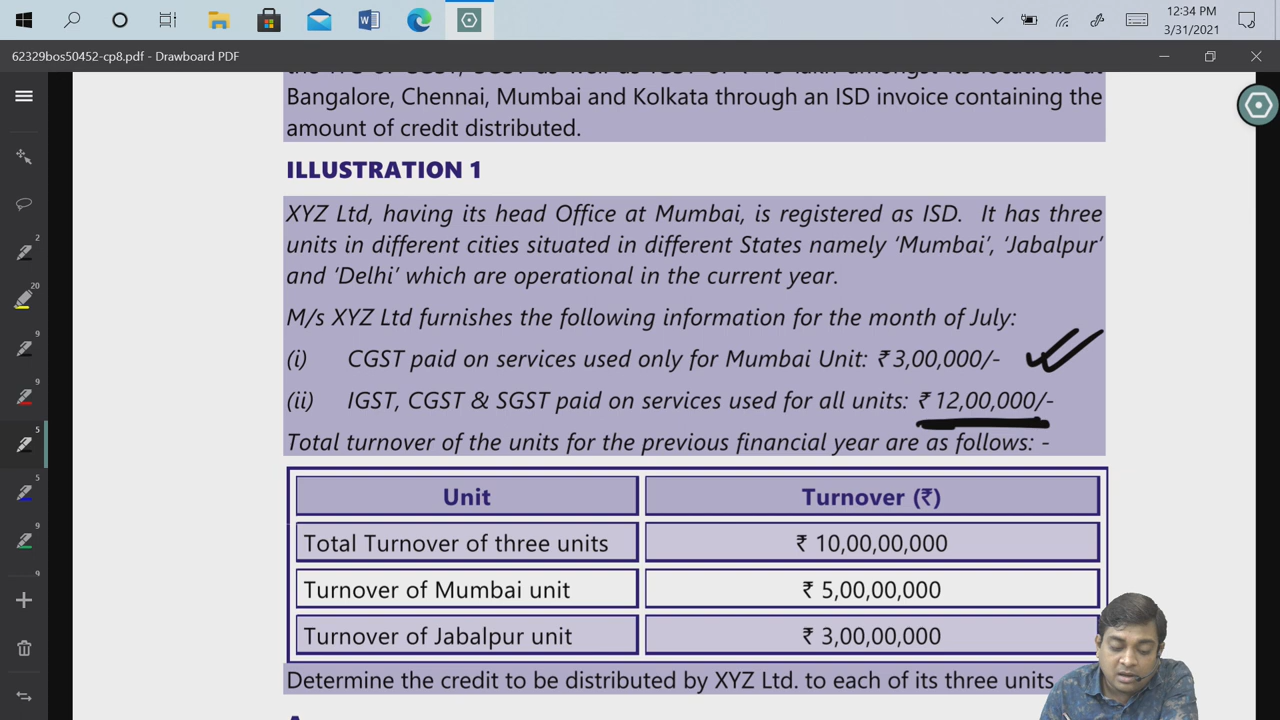 12:34 PM
3/31/2021
62329bos50452-cp8.pdf - Drawboard PDF
Bangalore, Chennai, Mumbai and Kolkata through an ISD invoice containing the
amount of credit distributed.
ILLUSTRATION 1
XYZ Ltd, having its head Office at Mumbai, is registered as ISD. It has three
units in different cities situated in different States namely ‘Mumbai’, ‘Jabalpur’
and ‘Delhi’ which are operational in the current year.
M/s XYZ Ltd furnishes the following information for the month of July:
(i) CGST paid on services used only for Mumbai Unit: ₹ 3,00,000/-
(ii) IGST, CGST & SGST paid on services used for all units: ₹ 12,00,000/-
Total turnover of the units for the previous financial year are as follows: -
Unit Turnover (₹)
Total Turnover of three units ₹ 10,00,00,000
Turnover of Mumbai unit ₹ 5,00,00,000
Turnover of Jabalpur unit ₹ 3,00,00,000
Determine the credit to be distributed by XYZ Ltd. to each of its three units
2
20
9
9
5
5
9
9